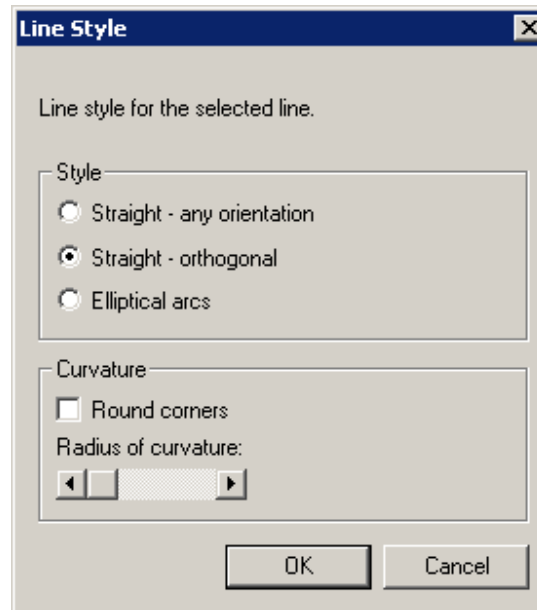 Line Style
Line style for the selected line.
Style
Straight - any orientation
Straight - orthogonal
Elliptical arcs
Curvature
Round corners
Radius of curvature:
OK
Cancel